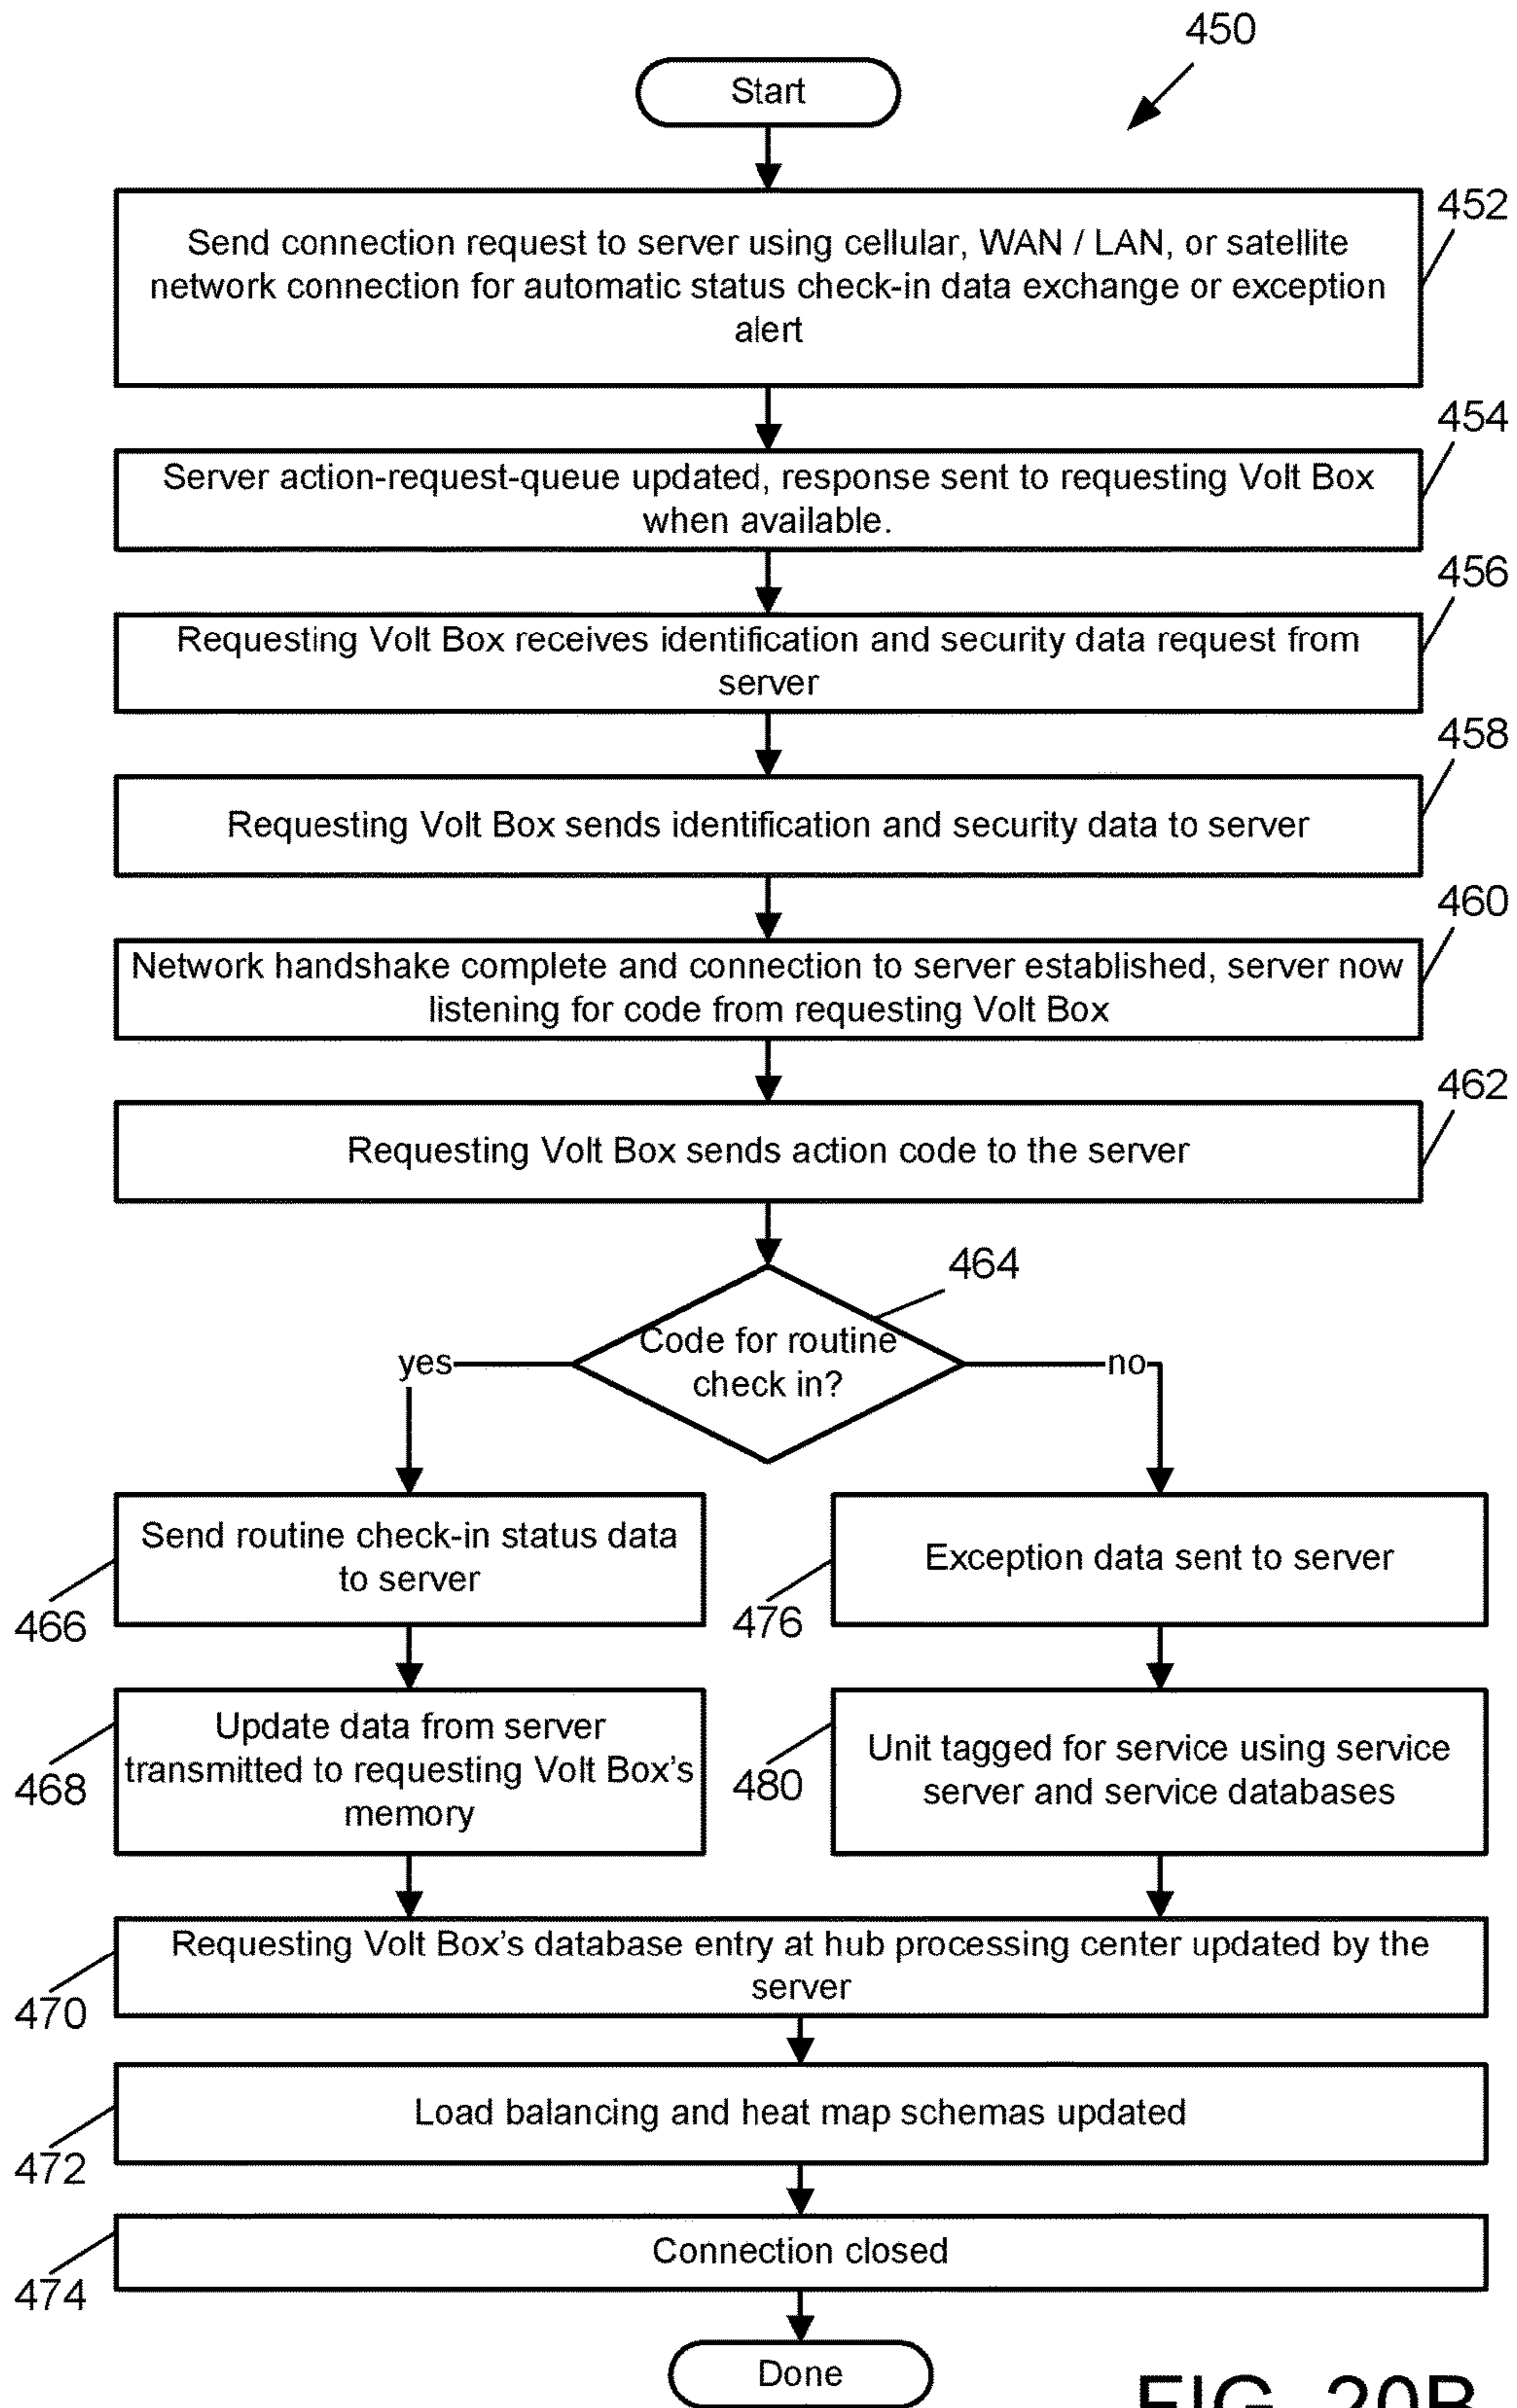 450
Start
452
Send connection request to server using cellular, WAN / LAN, or satellite
network connection for automatic status check-in data exchange or exception
alert
454
Server action-request-queue updated, response sent to requesting Volt Box
when available.
456
Requesting Volt Box receives identification and security data request from
server
458
Requesting Volt Box sends identification and security data to server
460
Network handshake complete and connection to server established, server now
listening for code from requesting Volt Box
462
Requesting Volt Box sends action code to the server
464
Code for routine
check in?
yes
no
Send routine check-in status data
to server
466
Exception data sent to server
476
Update data from server
transmitted to requesting Volt Box's
memory
468
Unit tagged for service using service
server and service databases
480
Requesting Volt Box's database entry at hub processing center updated by the
server
470
Load balancing and heat map schemas updated
472
Connection closed
474
Done
FIG. 20B